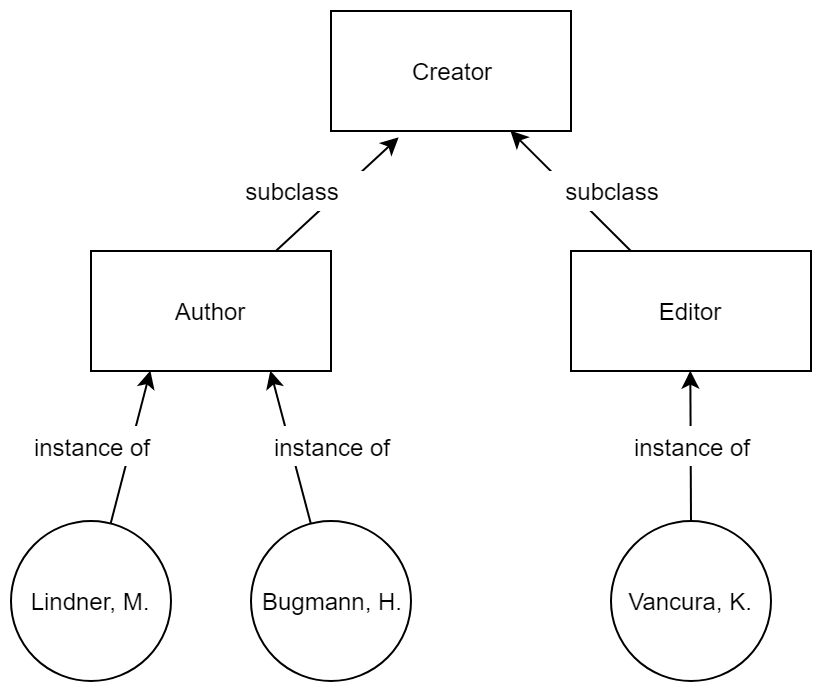 Creator
subclass
subclass
Author
Editor
instance of
instance of
instance of
Lindner, M.
Bugmann, H.
Vancura, K.